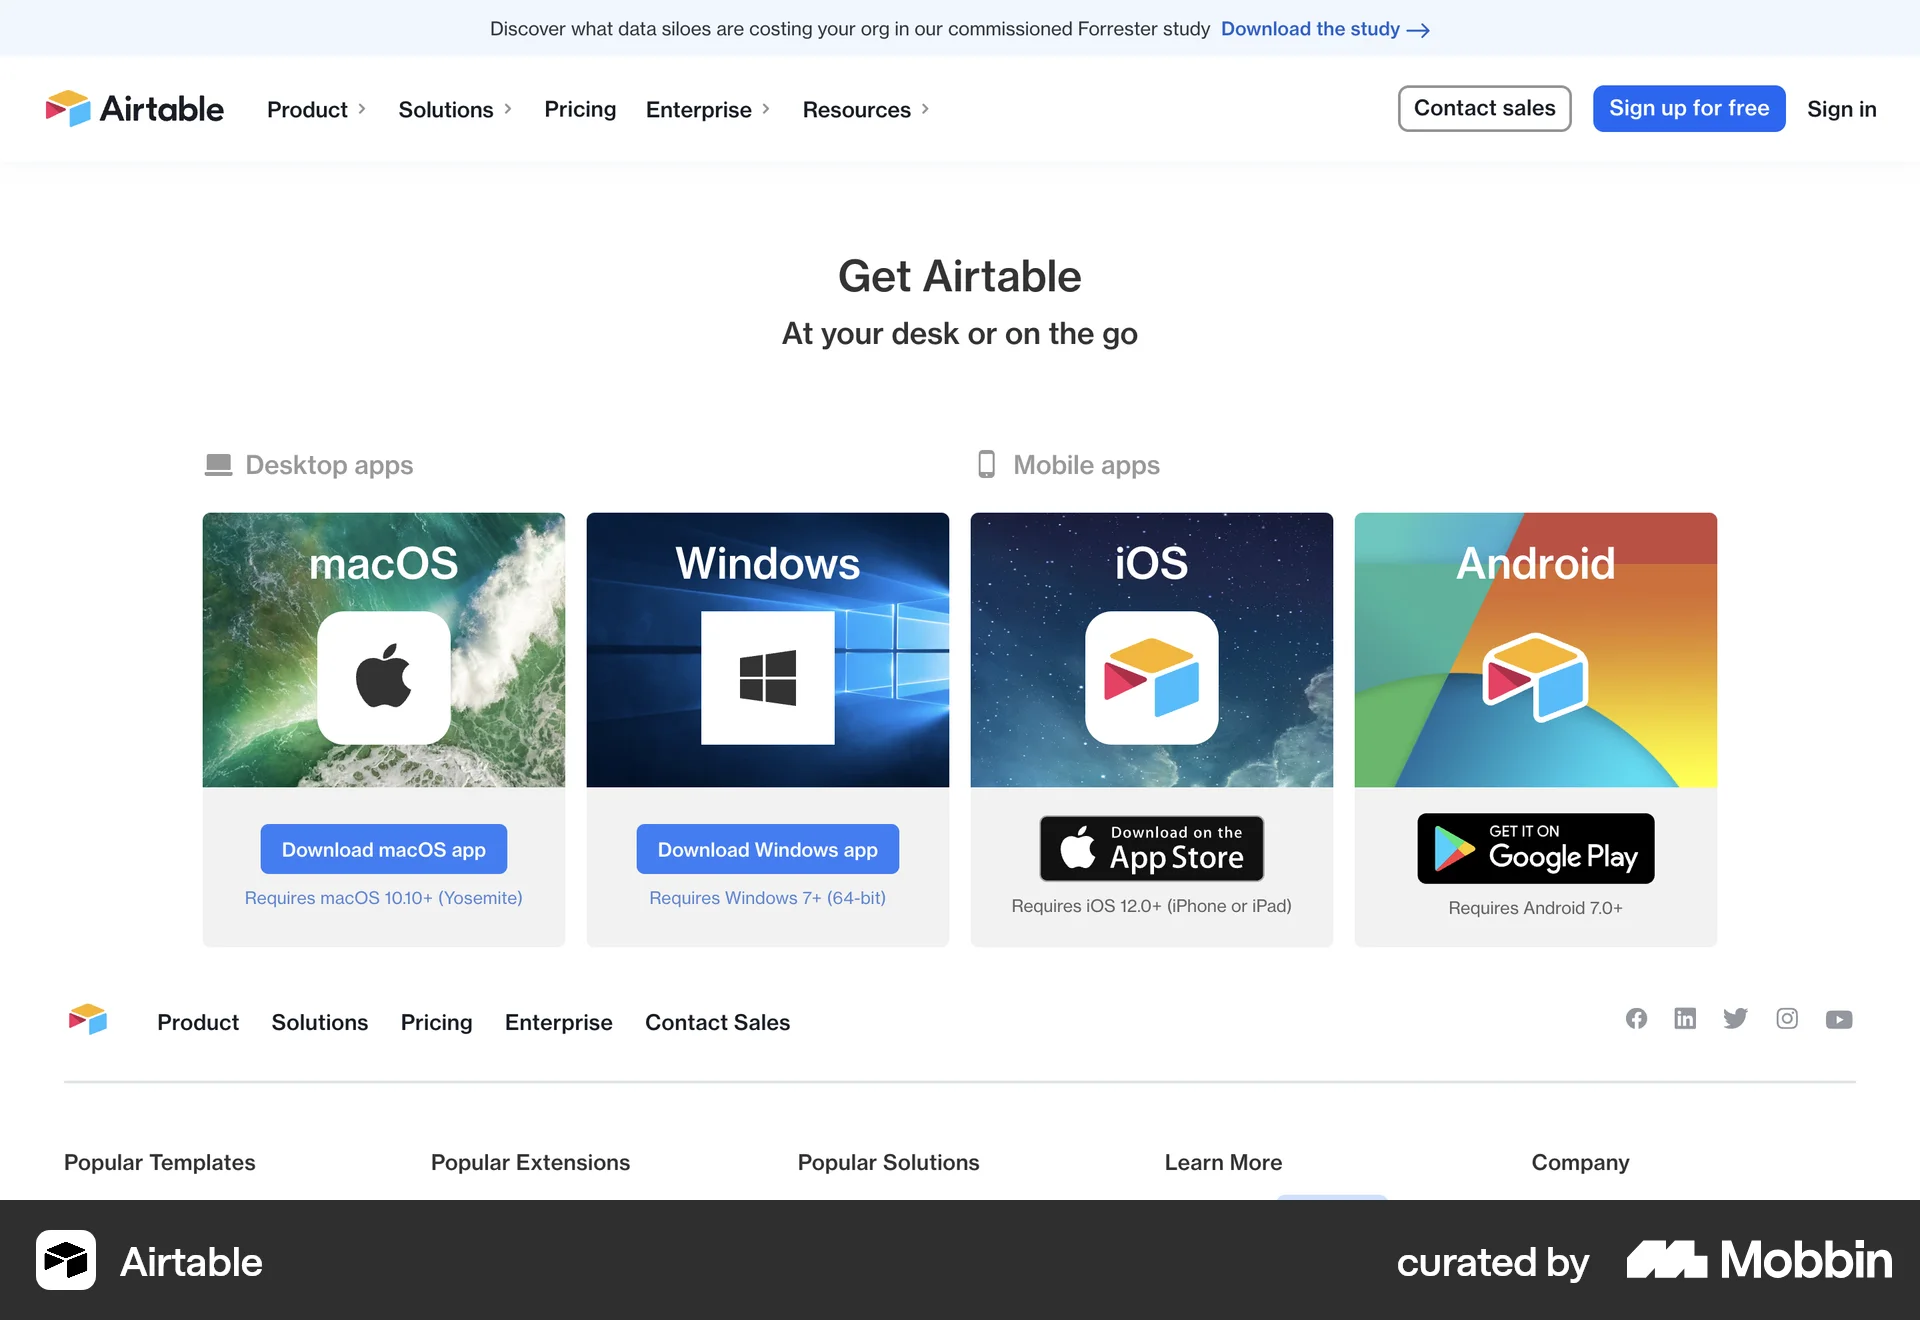 Discover what data siloes are costing your org in our commissioned Forrester study Download the study →
Airtable Product Solutions Pricing Enterprise Resources Contact sales Sign up for free Sign in
Get Airtable
At your desk or on the go
Desktop apps
Mobile apps
macOS
Windows
iOS
Android
Download macOS app
Requires macOS 10.10+ (Yosemite)
Download Windows app
Requires Windows 7+ (64-bit)
Download on the
App Store
Requires iOS 12.0+ (iPhone or iPad)
GET IT ON
Google Play
Requires Android 7.0+
Product Solutions Pricing Enterprise Contact Sales
Popular Templates
Popular Extensions
Popular Solutions
Learn More
Company
Airtable
curated by Mobbin